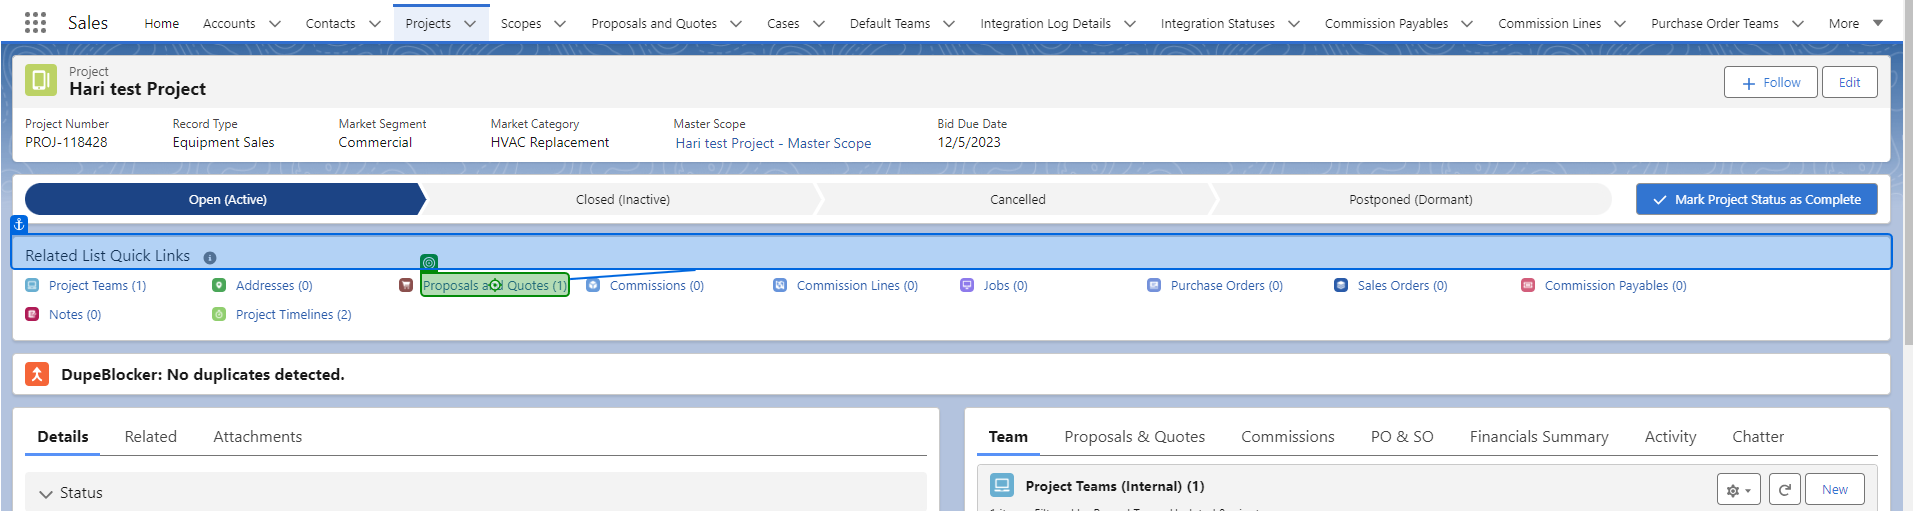 Sales Home Accounts Contacts Projects Scopes Proposals and Quotes Cases Default Teams Integration Log Details Integration Statuses Commission Payables Commission Lines Purchase Order Teams More
Project
Hari test Project
Follow Edit
Project Number Record Type Market Segment Market Category Master Scope Bid Due Date
PROJ-118428 Equipment Sales Commercial HVAC Replacement Hari test Project - Master Scope 12/5/2023
Open (Active) Closed (Inactive) Cancelled Postponed (Dormant) Mark Project Status as Complete
Related List Quick Links
Project Teams (1) Addresses (0) Proposals and Quotes (1) Commissions (0) Commission Lines (0) Jobs (0) Purchase Orders (0) Sales Orders (0) Commission Payables (0)
Notes (0) Project Timelines (2)
DupeBlocker: No duplicates detected.
Details Related Attachments
Team Proposals & Quotes Commissions PO & SO Financials Summary Activity Chatter
Status
Project Teams (Internal) (1)
New